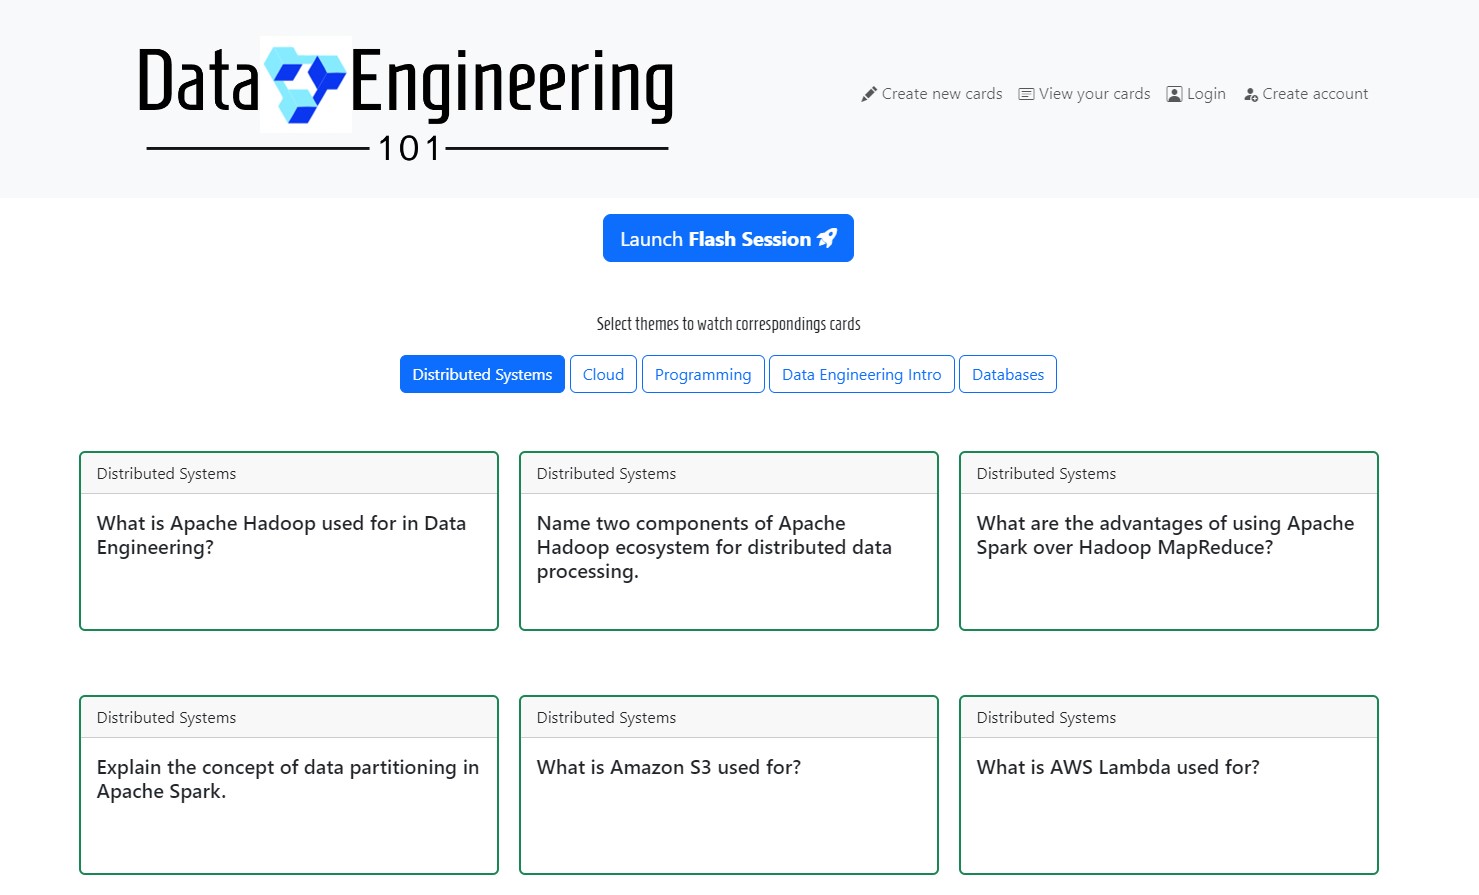 Data Engineering
101
Create new cards View your cards Login Create account
Launch Flash Session
Select themes to watch correspondings cards
Distributed Systems Cloud Programming Data Engineering Intro Databases
Distributed Systems
What is Apache Hadoop used for in Data
Engineering?
Distributed Systems
Name two components of Apache
Hadoop ecosystem for distributed data
processing.
Distributed Systems
What are the advantages of using Apache
Spark over Hadoop MapReduce?
Distributed Systems
Explain the concept of data partitioning in
Apache Spark.
Distributed Systems
What is Amazon S3 used for?
Distributed Systems
What is AWS Lambda used for?